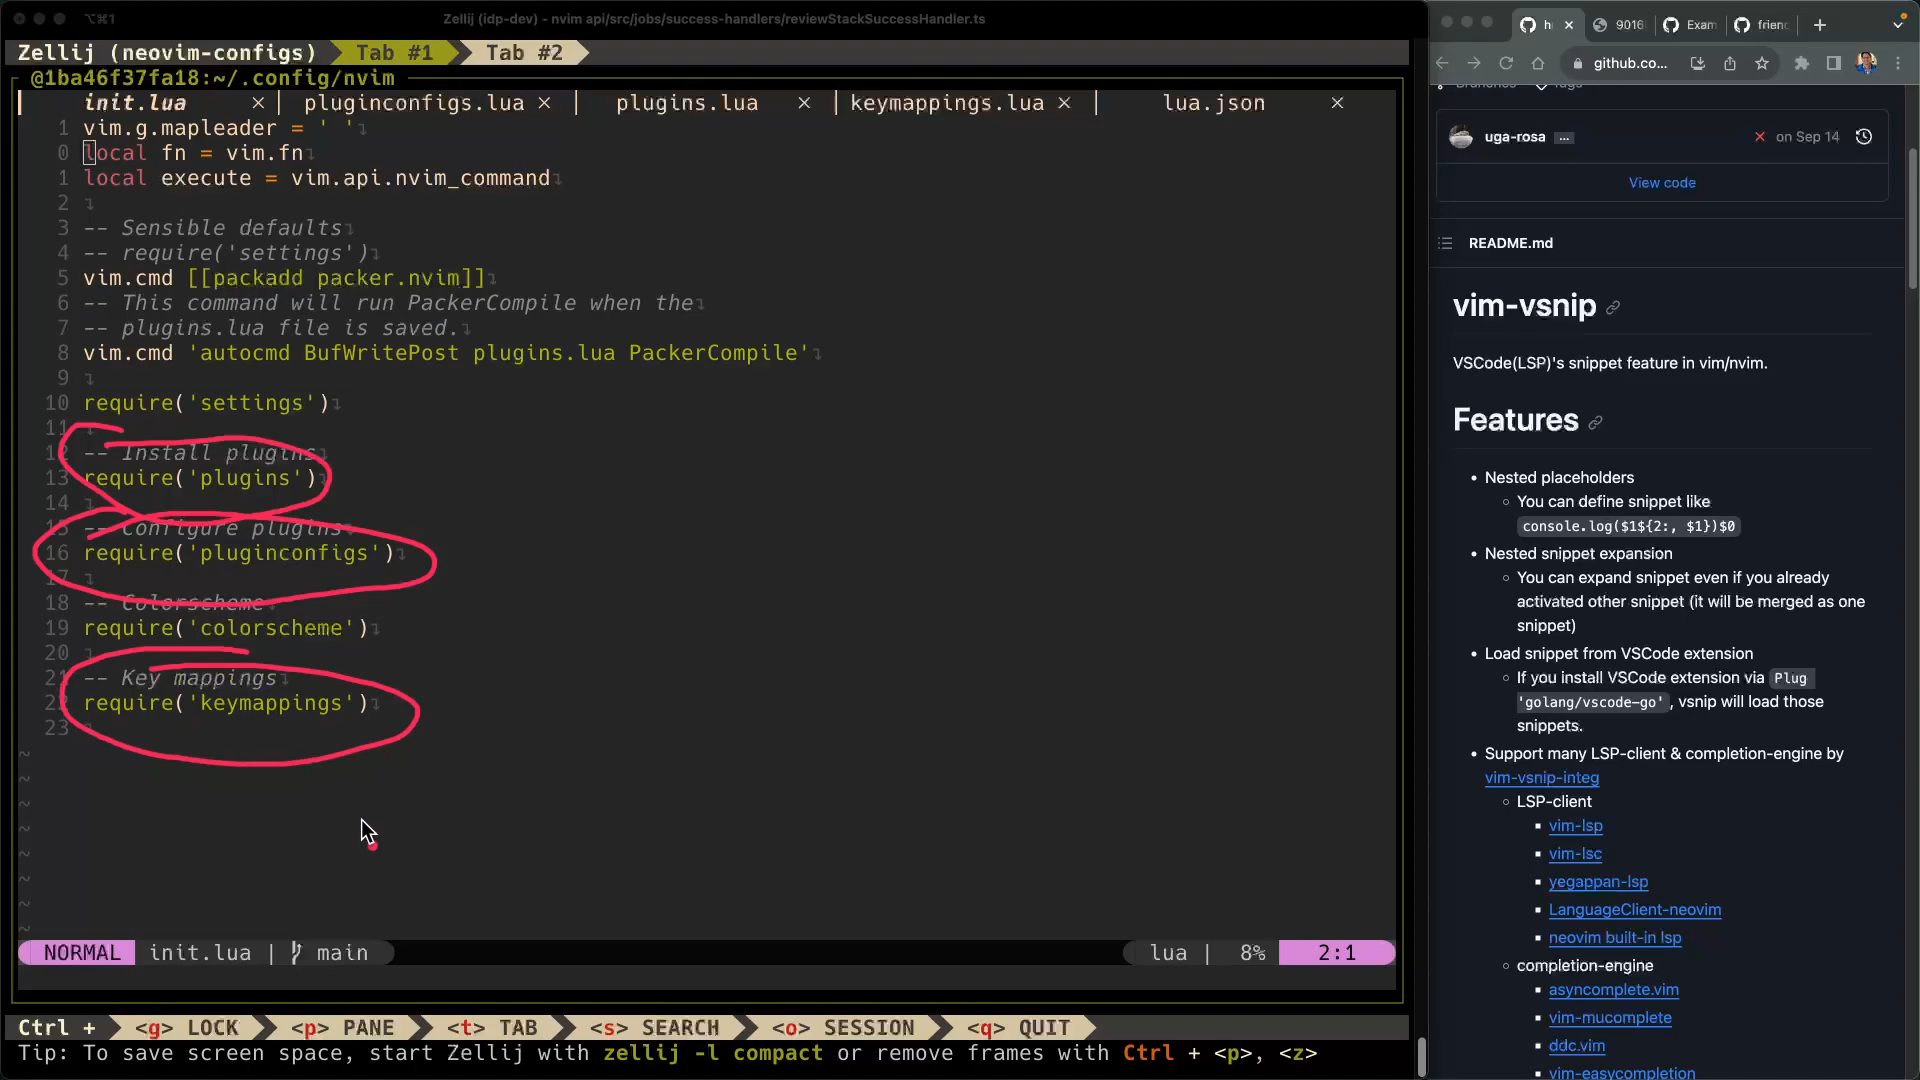 ⌥⌘1 Zellij (idp-dev) - nvim api/src/jobs/success-handlers/reviewStackSuccessHandler.ts
Zellij (neovim-configs) Tab #1 Tab #2
@1ba46f37fa18:~/.config/nvim
init.lua × | pluginconfigs.lua × | plugins.lua × | keymappings.lua × | lua.json ×
1 vim.g.mapleader = ' '
0 local fn = vim.fn
1 local execute = vim.api.nvim_command
2
3 -- Sensible defaults
4 -- require('settings')
5 vim.cmd [[packadd packer.nvim]]
6 -- This command will run PackerCompile when the
7 -- plugins.lua file is saved.
8 vim.cmd 'autocmd BufWritePost plugins.lua PackerCompile'
9
10 require('settings')
11
12 -- Install plugins
13 require('plugins')
14
15 -- Configure plugins
16 require('pluginconfigs')
17
18 -- Colorscheme
19 require('colorscheme')
20
21 -- Key mappings
22 require('keymappings')
23
~
~
~
~
~
~
~
~
NORMAL init.lua | main lua | 8% 2:1
Ctrl + <g> LOCK <p> PANE <t> TAB <s> SEARCH <o> SESSION <q> QUIT
Tip: To save screen space, start Zellij with zellij -l compact or remove frames with Ctrl + <p>, <z>
9016 Exam frienc
github.co...
uga-rosa ... × on Sep 14
View code
README.md
vim-vsnip
VSCode(LSP)'s snippet feature in vim/nvim.
Features
• Nested placeholders
You can define snippet like
console.log($1${2:, $1})$0
• Nested snippet expansion
You can expand snippet even if you already
activated other snippet (it will be merged as one
snippet)
• Load snippet from VSCode extension
If you install VSCode extension via Plug
'golang/vscode-go', vsnip will load those
snippets.
• Support many LSP-client & completion-engine by
vim-vsnip-integ
LSP-client
vim-lsp
vim-lsc
yegappan-lsp
LanguageClient-neovim
neovim built-in lsp
completion-engine
asyncomplete.vim
vim-mucomplete
ddc.vim
vim-easycompletion